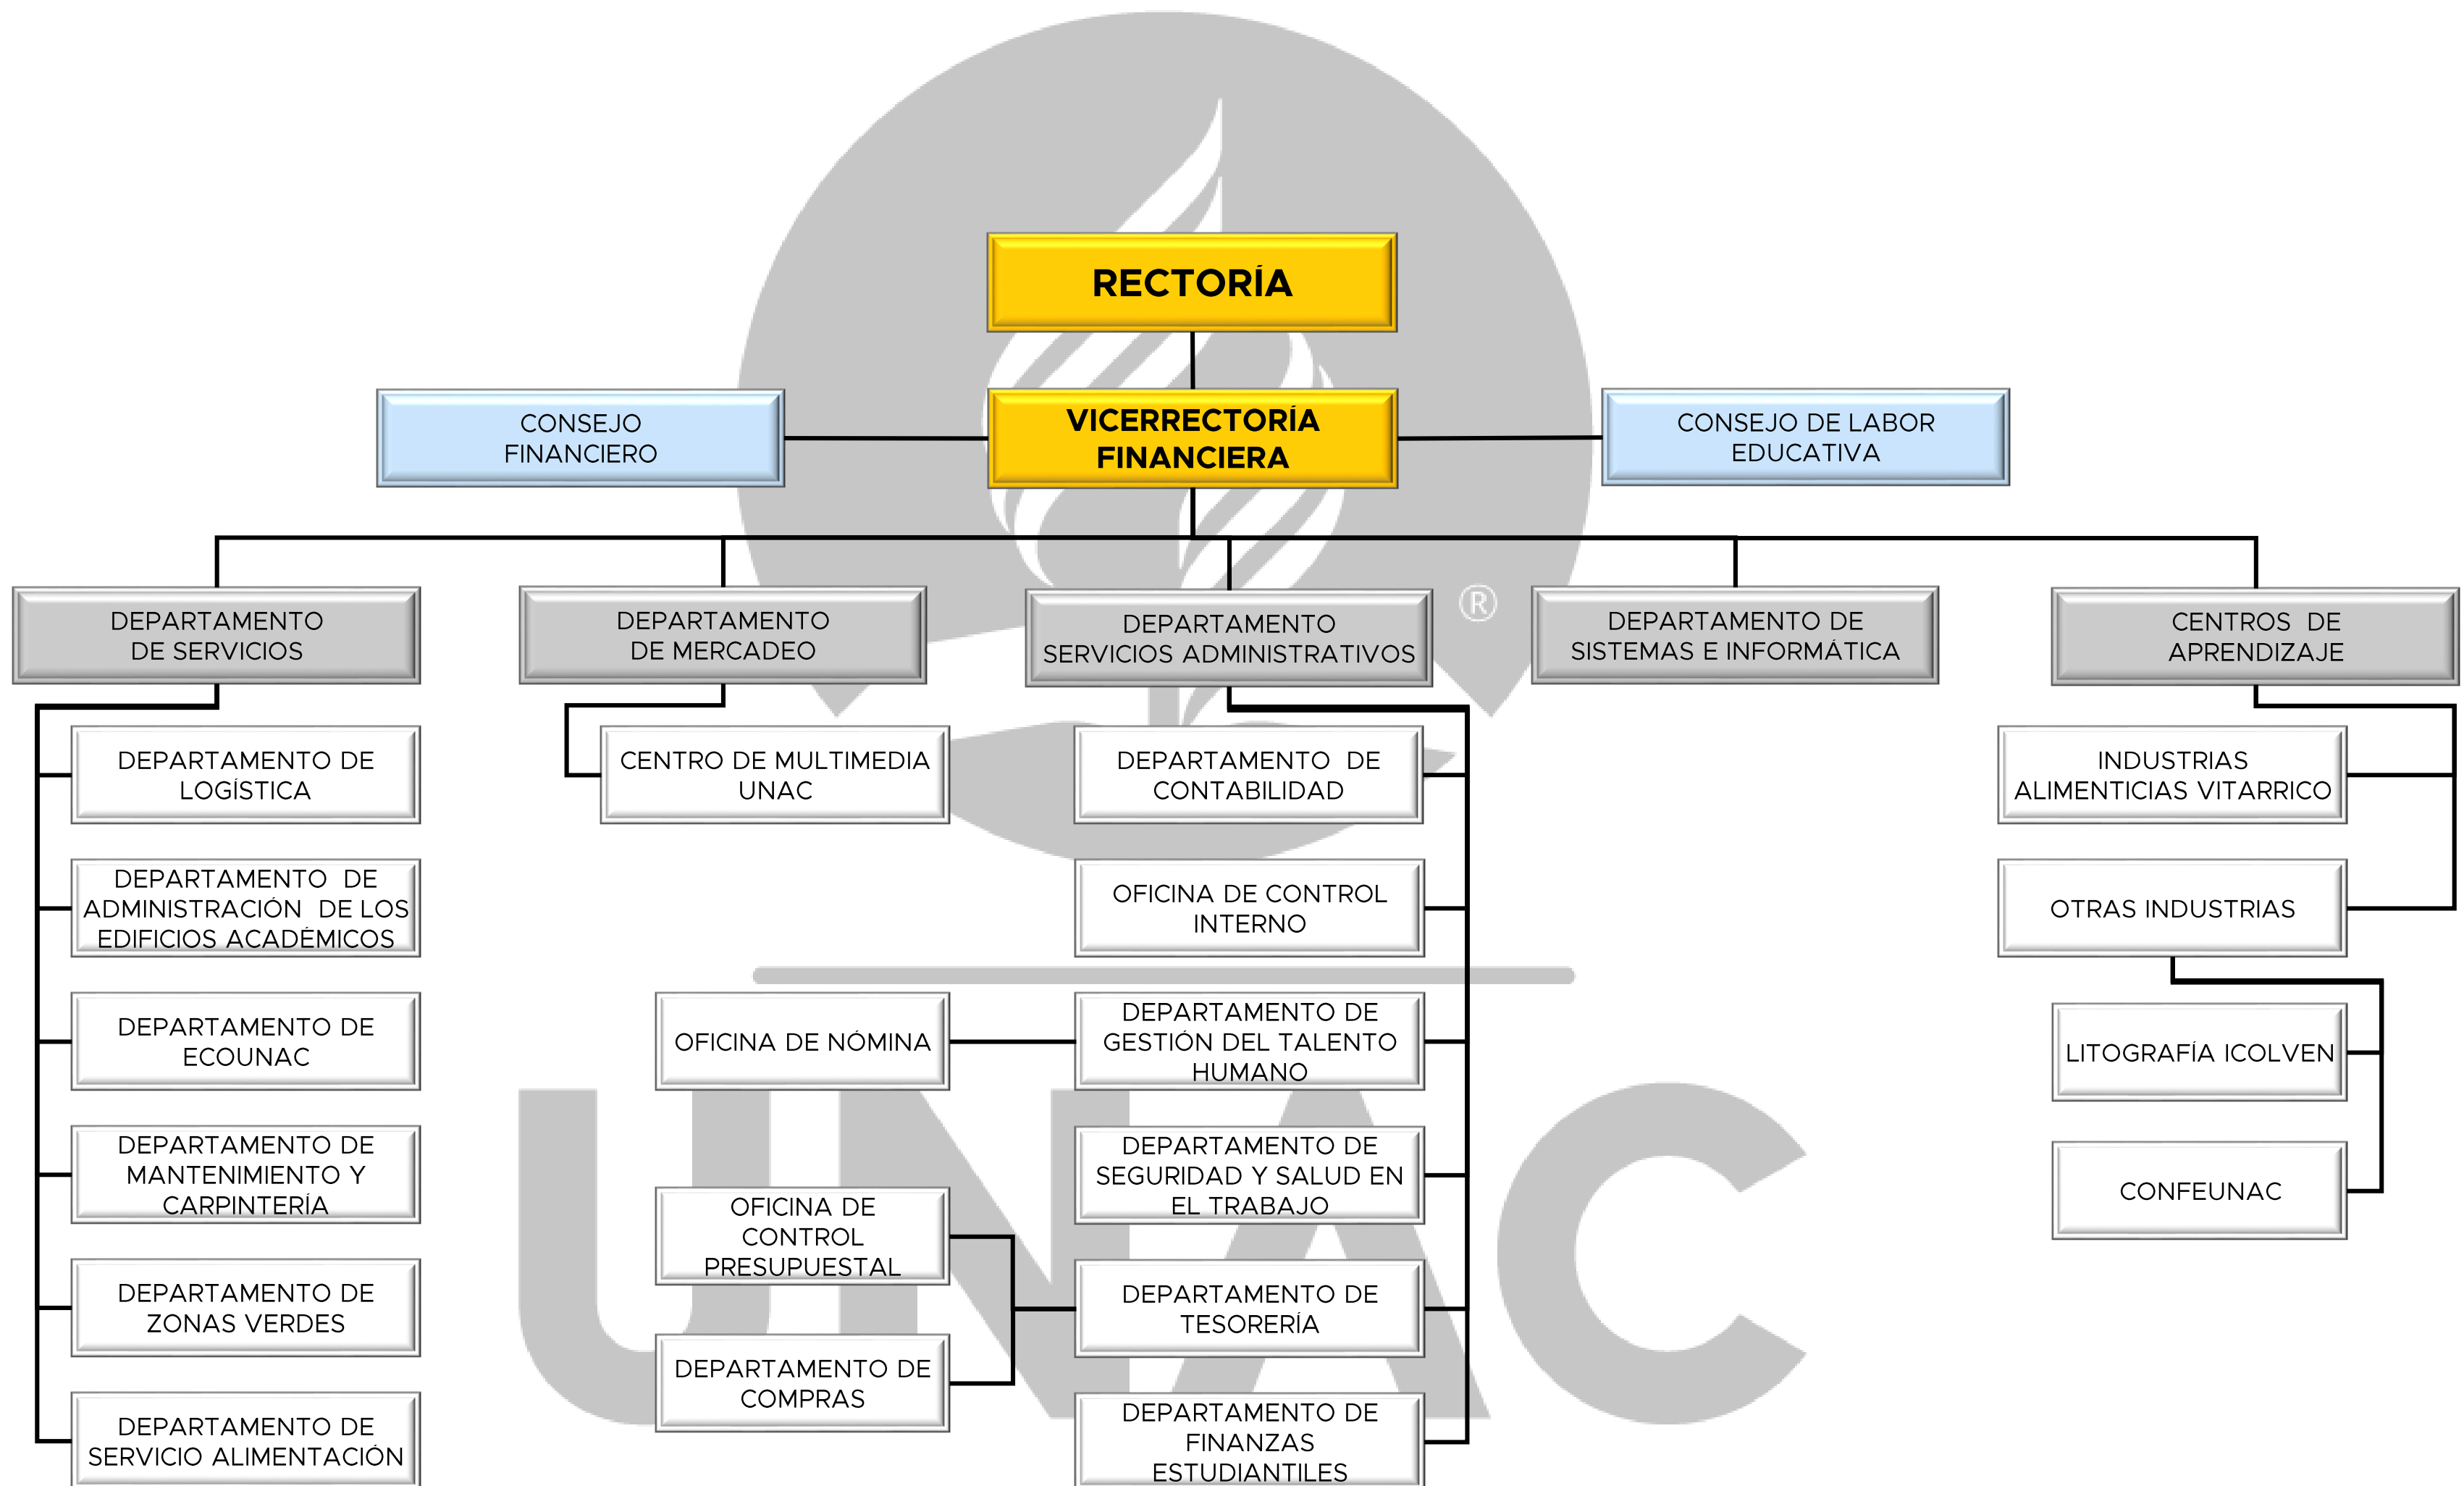 RECTORÍA
CONSEJO
FINANCIERO
VICERRECTORÍA
FINANCIERA
CONSEJO DE LABOR
EDUCATIVA
DEPARTAMENTO
DE SERVICIOS
DEPARTAMENTO
DE MERCADEO
DEPARTAMENTO
SERVICIOS ADMINISTRATIVOS
®
DEPARTAMENTO DE
SISTEMAS E INFORMÁTICA
CENTROS DE
APRENDIZAJE
DEPARTAMENTO DE
LOGÍSTICA
DEPARTAMENTO DE
ADMINISTRACIÓN DE LOS
EDIFICIOS ACADÉMICOS
DEPARTAMENTO DE
ECOUNAC
DEPARTAMENTO DE
MANTENIMIENTO Y
CARPINTERÍA
DEPARTAMENTO DE
ZONAS VERDES
DEPARTAMENTO DE
SERVICIO ALIMENTACIÓN
CENTRO DE MULTIMEDIA
UNAC
DEPARTAMENTO DE
CONTABILIDAD
OFICINA DE CONTROL
INTERNO
OFICINA DE NÓMINA
DEPARTAMENTO DE
GESTIÓN DEL TALENTO
HUMANO
DEPARTAMENTO DE
SEGURIDAD Y SALUD EN
EL TRABAJO
OFICINA DE
CONTROL
PRESUPUESTAL
DEPARTAMENTO DE
COMPRAS
DEPARTAMENTO DE
TESORERÍA
DEPARTAMENTO DE
FINANZAS
ESTUDIANTILES
INDUSTRIAS
ALIMENTICIAS VITARRICO
OTRAS INDUSTRIAS
LITOGRAFÍA ICOLVEN
CONFEUNAC
UNAC